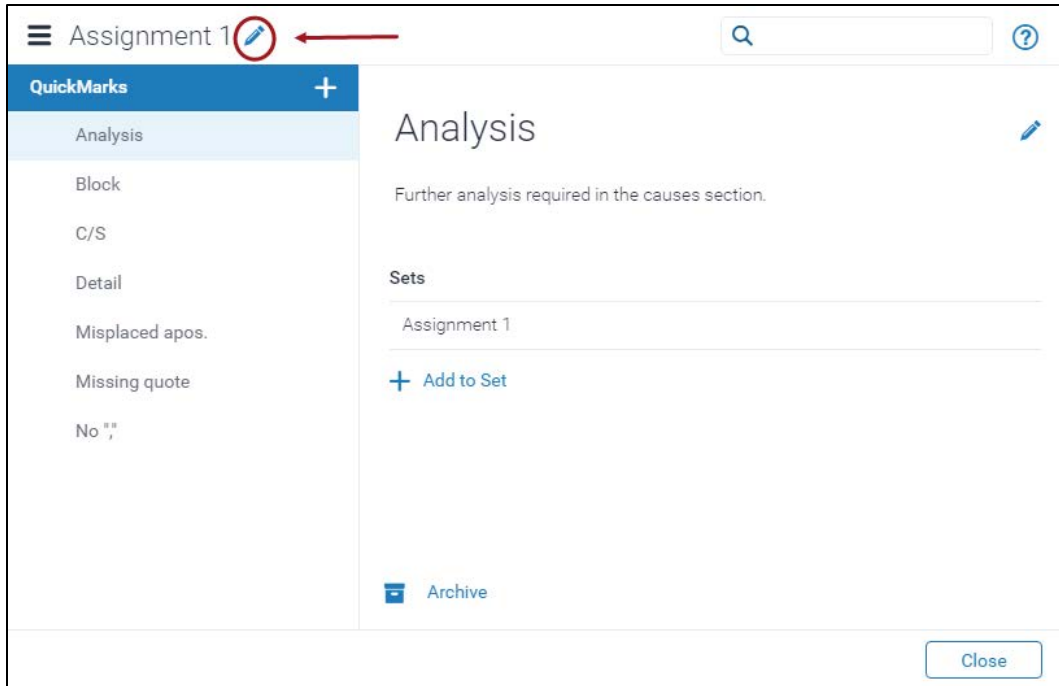 Assignment 1
QuickMarks
Analysis
Block
C/S
Detail
Misplaced apos.
Missing quote
No ","
Analysis
Further analysis required in the causes section.
Sets
Assignment 1
Add to Set
Archive
Close